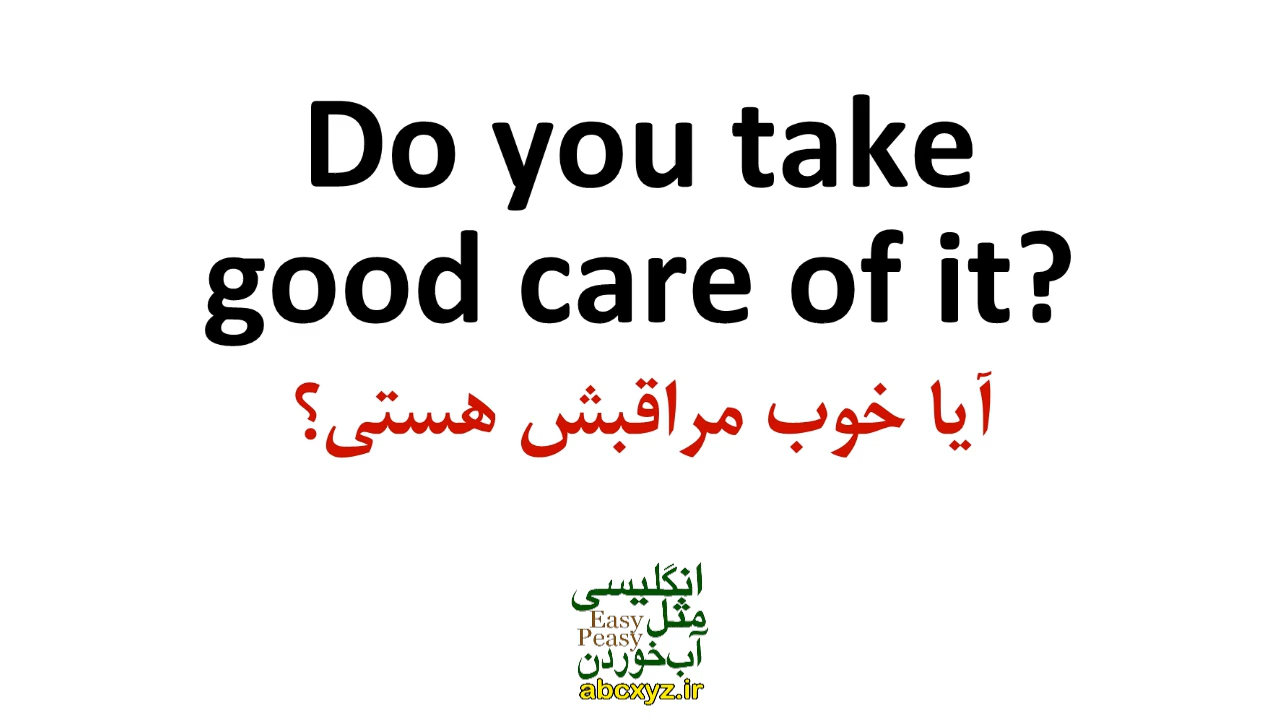 Do you take
good care of it?
آیا خوب مراقبش هستی؟
انگلیسی
مثل
Easy
Peasy
آب‌خوردن
abcxyz.ir